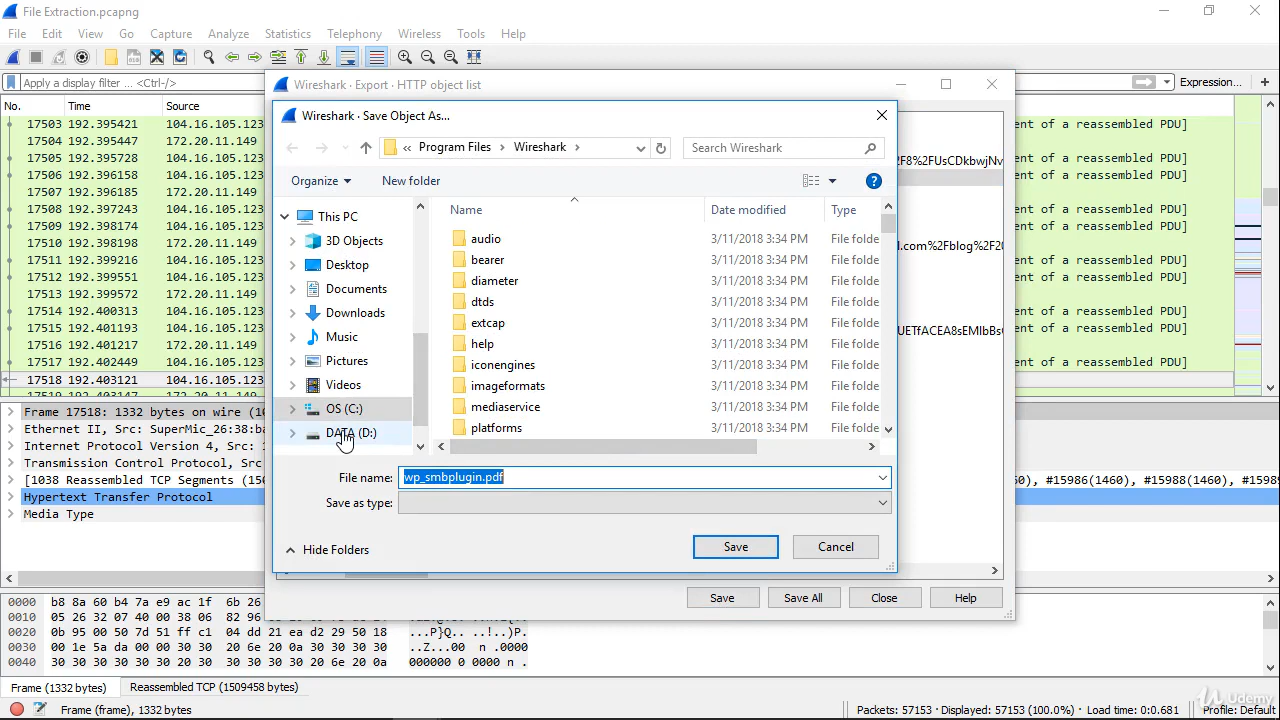 File Extraction.pcapng
File Edit View Go Capture Analyze Statistics Telephony Wireless Tools Help
Apply a display filter ... <Ctrl-/> Expression... +
Wireshark · Export · HTTP object list
Wireshark · Save Object As...
« Program Files > Wireshark > Search Wireshark
Organize New folder
No. Time Source
17503 192.395421 104.16.105.123 ent of a reassembled PDU]
17504 192.395447 172.20.11.149
17505 192.395728 104.16.105.123 ent of a reassembled PDU]
17506 192.396158 104.16.105.123 ent of a reassembled PDU]
17507 192.396185 172.20.11.149
17508 192.397243 104.16.105.123 ent of a reassembled PDU]
17509 192.398174 104.16.105.123 ent of a reassembled PDU]
17510 192.398198 172.20.11.149
17511 192.399216 104.16.105.123 ent of a reassembled PDU]
17512 192.399551 104.16.105.123 ent of a reassembled PDU]
17513 192.399572 172.20.11.149
17514 192.400313 104.16.105.123 ent of a reassembled PDU]
17515 192.401193 104.16.105.123 ent of a reassembled PDU]
17516 192.401217 172.20.11.149
17517 192.402449 104.16.105.123 ent of a reassembled PDU]
17518 192.403121 104.16.105.123
This PC
3D Objects
Desktop
Documents
Downloads
Music
Pictures
Videos
OS (C:)
DATA (D:)
Name Date modified Type
audio 3/11/2018 3:34 PM File folde
bearer 3/11/2018 3:34 PM File folde
diameter 3/11/2018 3:34 PM File folde
dtds 3/11/2018 3:34 PM File folde
extcap 3/11/2018 3:34 PM File folde
help 3/11/2018 3:34 PM File folde
iconengines 3/11/2018 3:34 PM File folde
imageformats 3/11/2018 3:34 PM File folde
mediaservice 3/11/2018 3:34 PM File folde
platforms 3/11/2018 3:34 PM File folde
File name: wp_smbplugin.pdf
Save as type:
Hide Folders Save Cancel
Save Save All Close Help
Frame 17518: 1332 bytes on wire (10
Ethernet II, Src: SuperMic_26:38:
Internet Protocol Version 4, Src:
Transmission Control Protocol, Src
[1038 Reassembled TCP Segments (150 60), #15986(1460), #15988(1460), #1599
Hypertext Transfer Protocol
Media Type
0000 b8 8a 60 b4 7a e9 ac 1f 6b 26
0010 05 26 32 07 40 00 38 06 82 96
0020 0b 95 00 50 7d 51 ff c1 04 dd 21 ea d2 29 50 18 ...P}Q.. ..!..)P.
0030 00 1e 5a da 00 00 30 30 20 6e 20 0a 30 30 30 30 ..Z...00 n .0000
0040 30 30 30 30 30 30 20 30 30 30 30 30 20 6e 20 0a 000000 0 0000 n .
Frame (1332 bytes) Reassembled TCP (1509458 bytes)
Frame (frame), 1332 bytes Packets: 57153 · Displayed: 57153 (100.0%) · Load time: 0:0.681 Profile: Default
Udemy